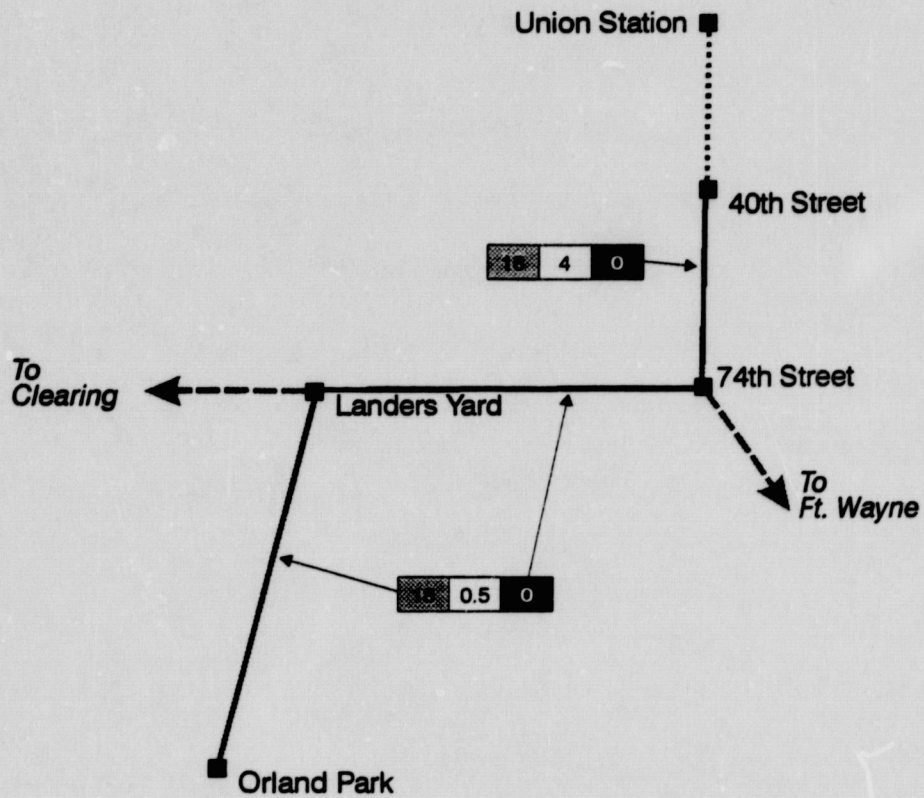 Union Station
40th Street
4
0
To
Clearing
Landers Yard
74th Street
To
Ft. Wayne
0.5
0
Orland Park